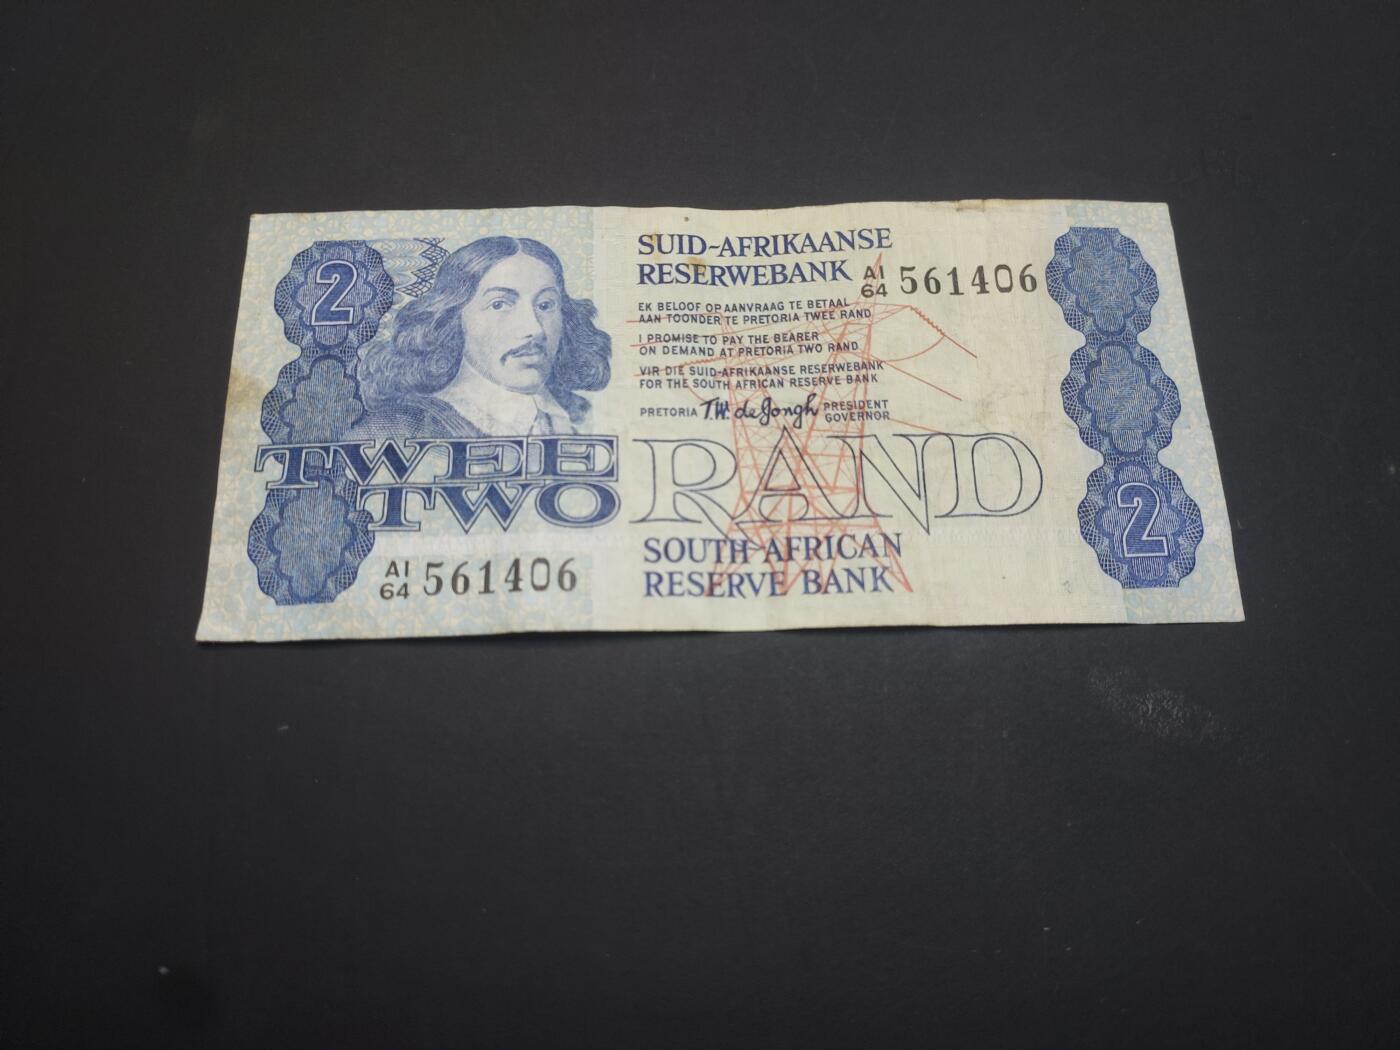 2
SUID-AFRIKAANSE
RESERWEBANK
AI
64 561406
EK BELOOF OP AANVRAAG TE BETAAL
AAN TOONDER TE PRETORIA TWEE RAND
I PROMISE TO PAY THE BEARER
ON DEMAND AT PRETORIA TWO RAND
VIR DIE SUID-AFRIKAANSE RESERWEBANK
FOR THE SOUTH AFRICAN RESERVE BANK
PRETORIA T.W. de Jongh PRESIDENT
GOVERNOR
TWEE
TWO RAND
SOUTH AFRICAN
RESERVE BANK
AI
64 561406
2